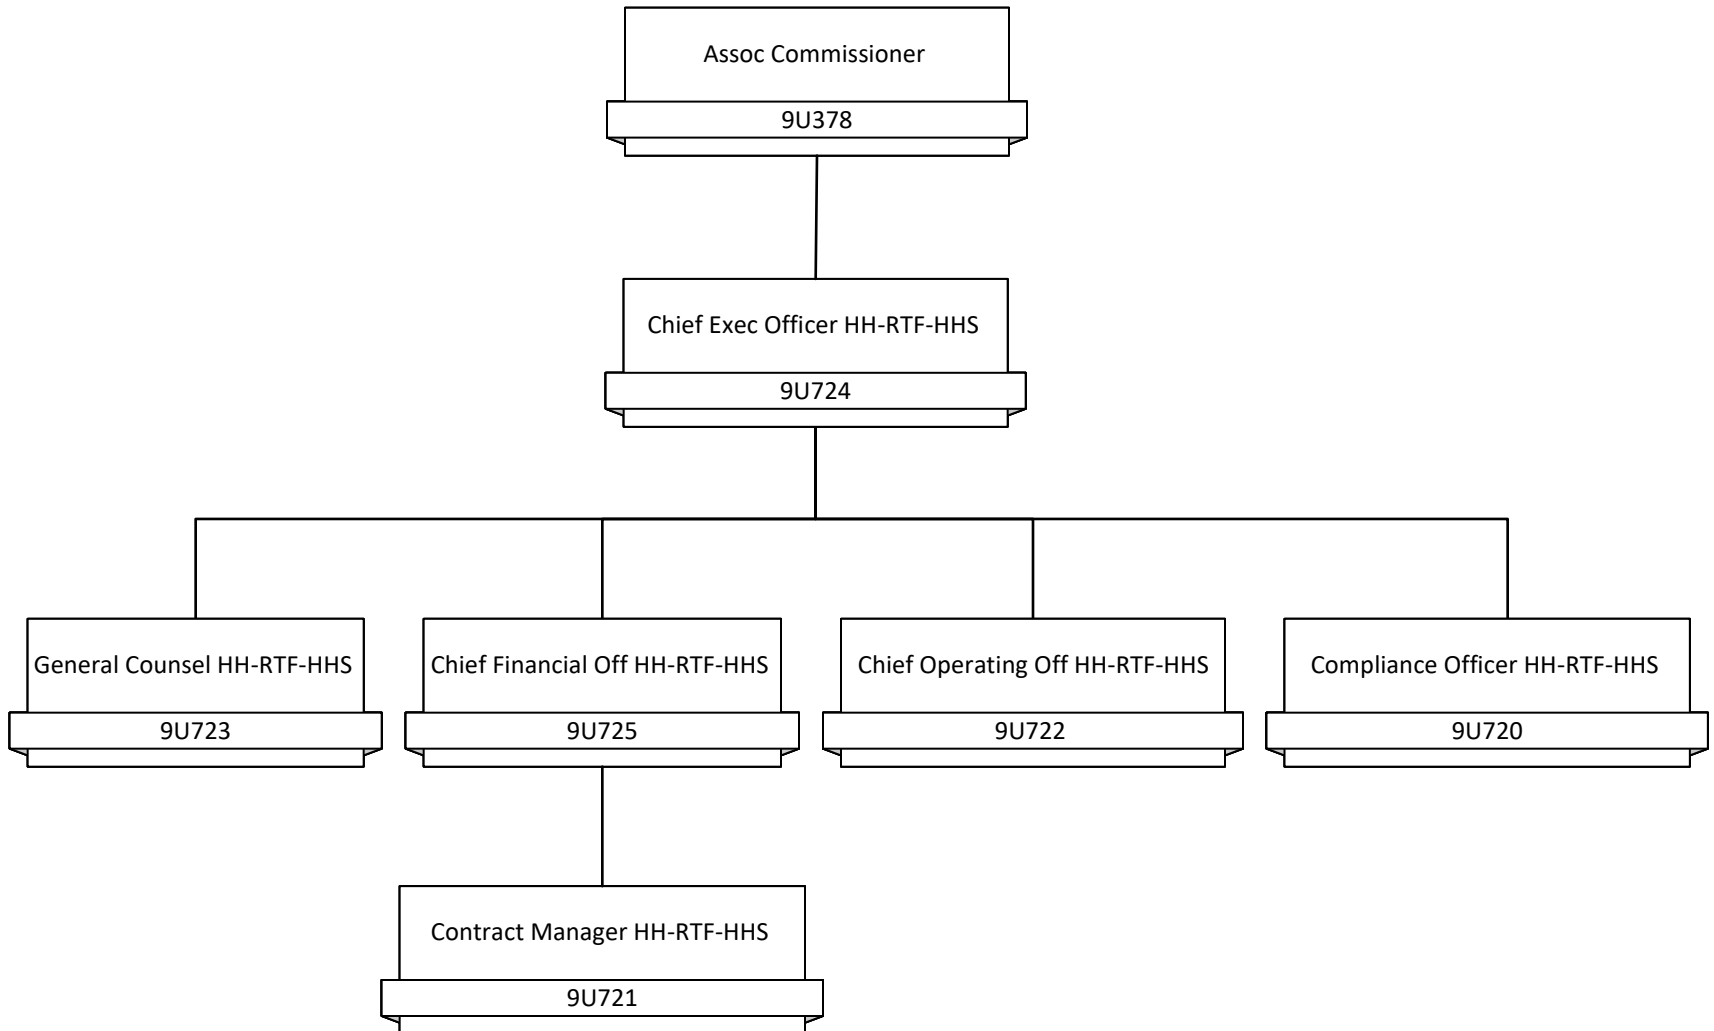 Assoc Commissioner
9U378
Chief Exec Officer HH-RTF-HHS
9U724
General Counsel HH-RTF-HHS
9U723
Chief Financial Off HH-RTF-HHS
9U725
Chief Operating Off HH-RTF-HHS
9U722
Compliance Officer HH-RTF-HHS
9U720
Contract Manager HH-RTF-HHS
9U721